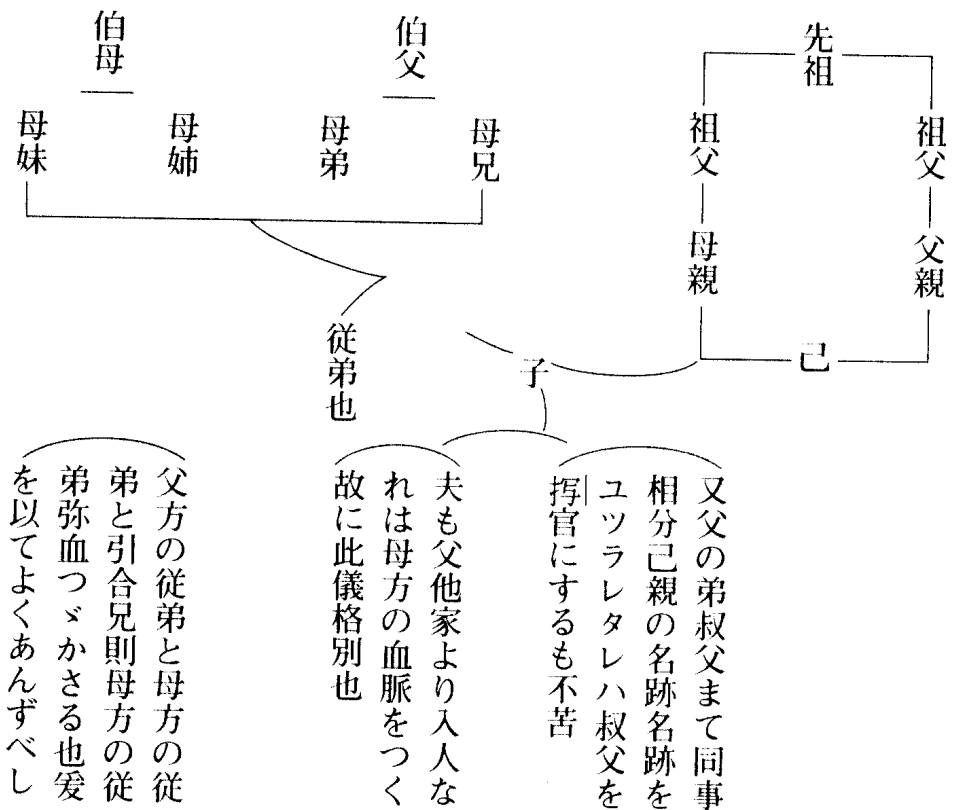 先祖
祖父
父親
祖父
母親
己
子
伯父
母兄
母弟
伯母
母姉
母妹
従弟也
又父の弟叔父まて同事
相分己親の名跡名跡を
ユツラレタレハ叔父を
官にするも不苦
夫も父他家より入人な
れは母方の血脈をつく
故に此儀格別也
父方の従弟と母方の従
弟と引合兄則母方の従
弟弥血つゞかさる也爰
を以てよくあんずべし